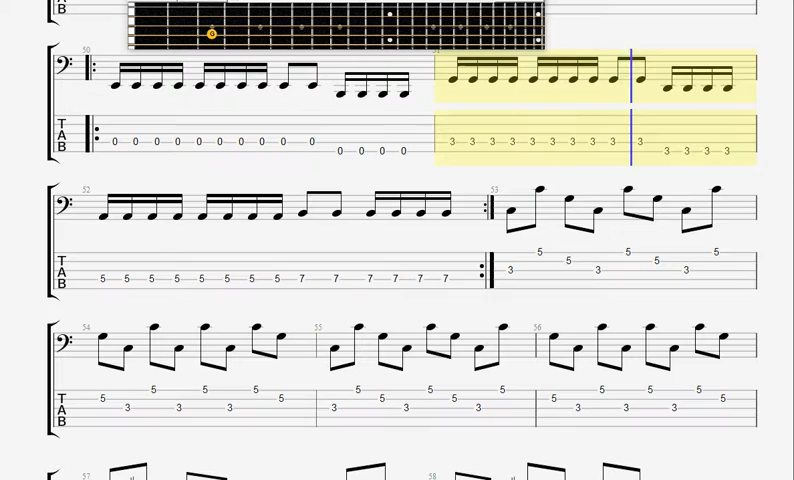 50
51
T
A
B
0 0 0 0 0 0 0 0 0 0
0 0 0 0
3 3 3 3 3 3 3 3 3 3
3 3 3 3
52
53
T
A
B
5 5 5 5 5 5 5 5 7 7 7 7 7 7
3 5 5 3 5 5 3 5
54
55
56
T
A
B
5 3 5 3 5 3 5 5
3 5 5 3 5 5 3 5
5 3 5 3 5 3 5 5
57
58